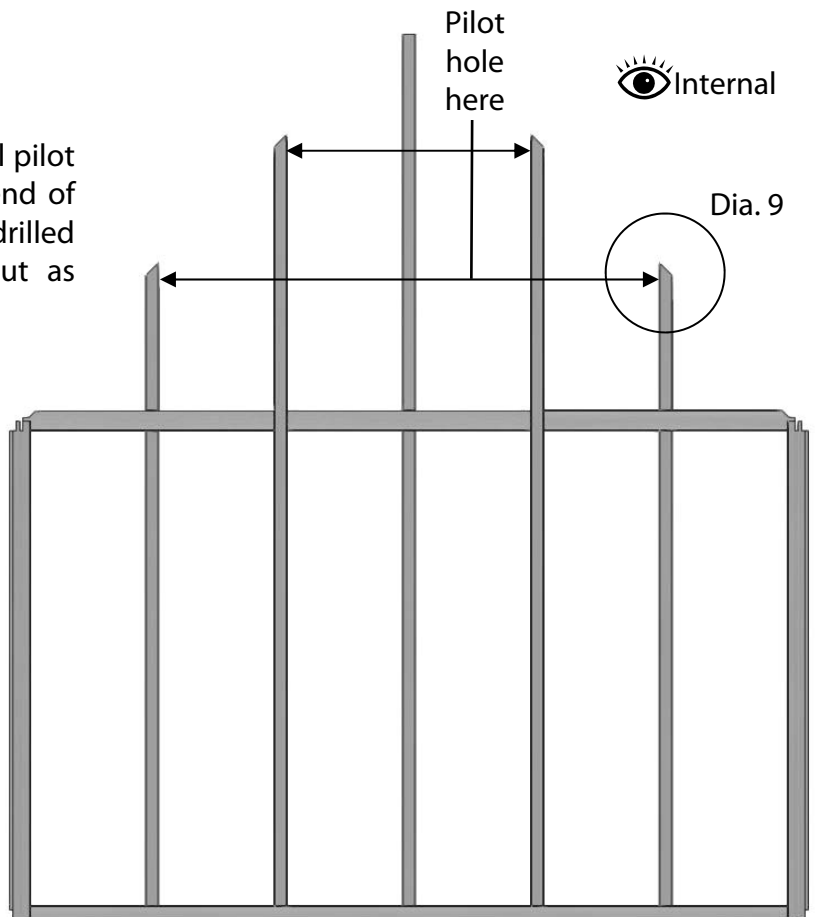 Pilot
hole
here
Internal
l pilot
nd of
drilled
ut as
Dia. 9